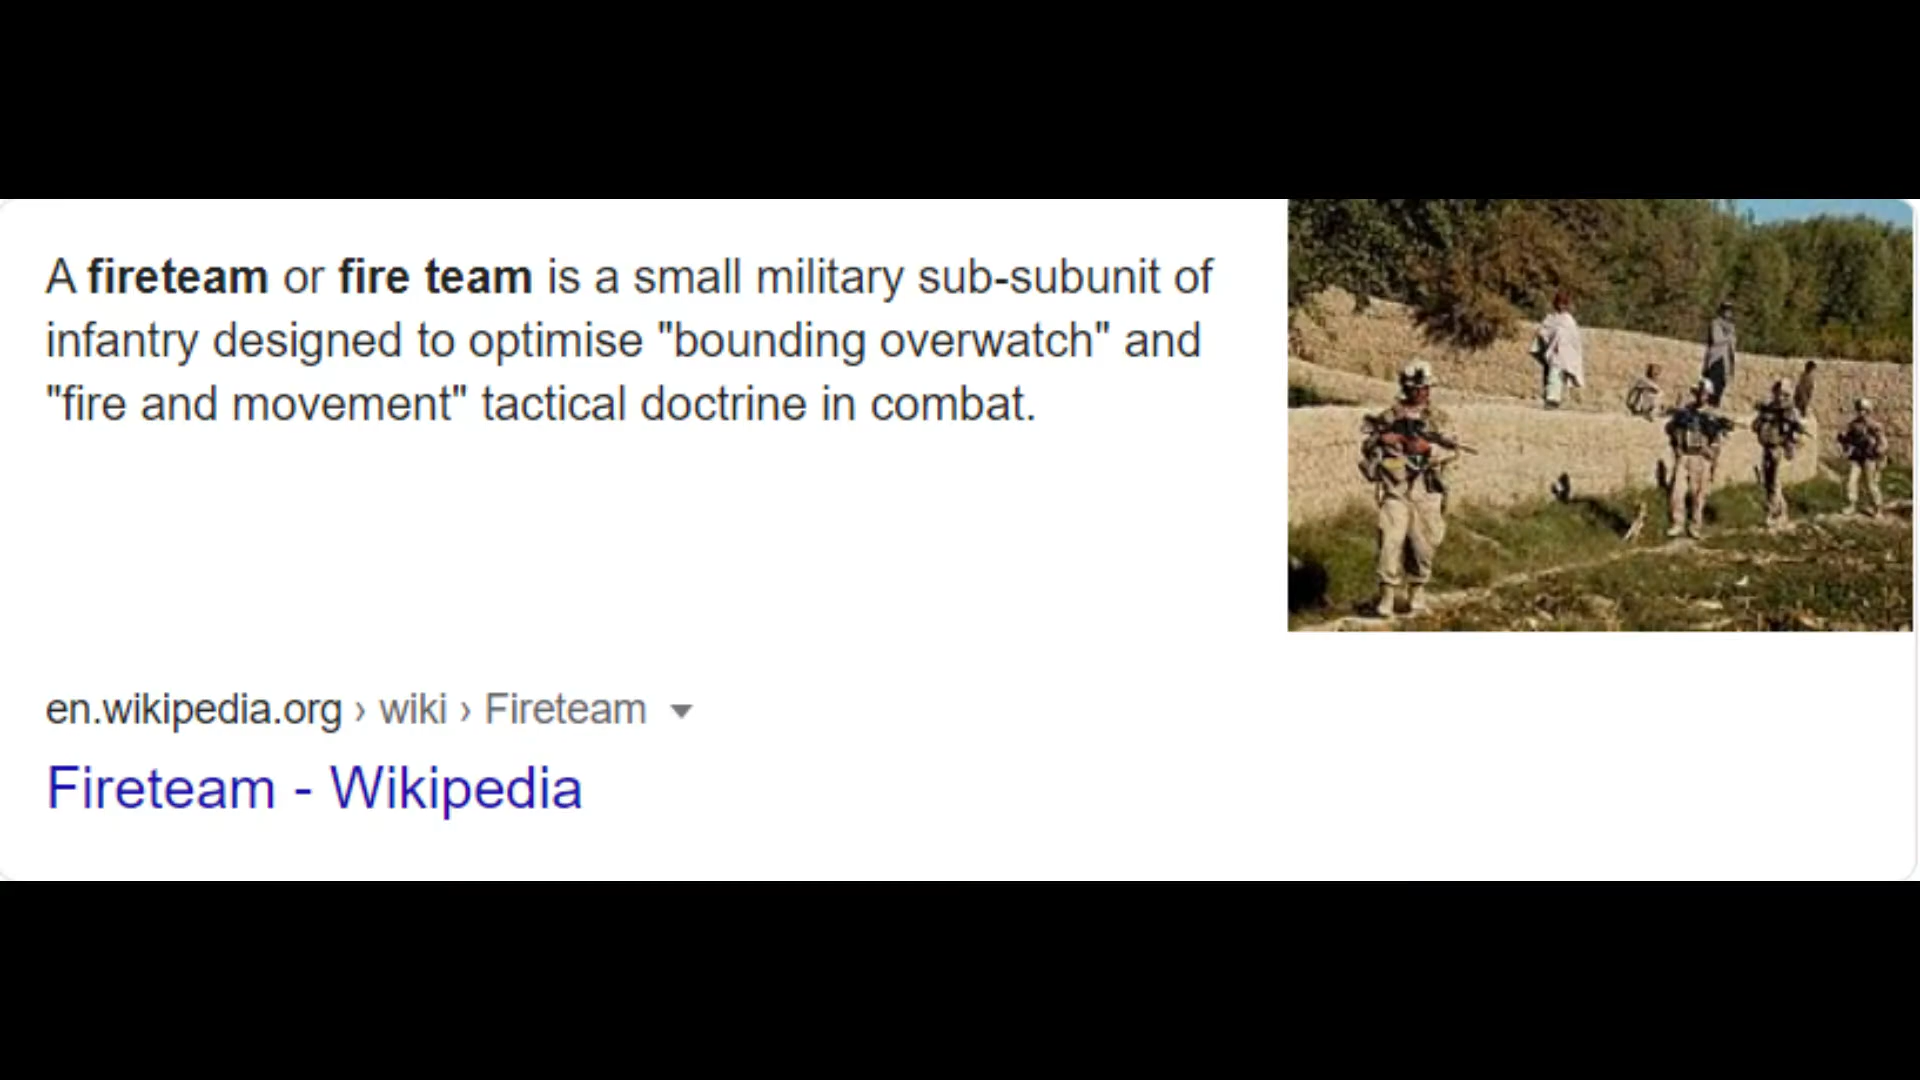 A fireteam or fire team is a small military sub-subunit of
infantry designed to optimise "bounding overwatch" and
"fire and movement" tactical doctrine in combat.
en.wikipedia.org › wiki › Fireteam
Fireteam - Wikipedia